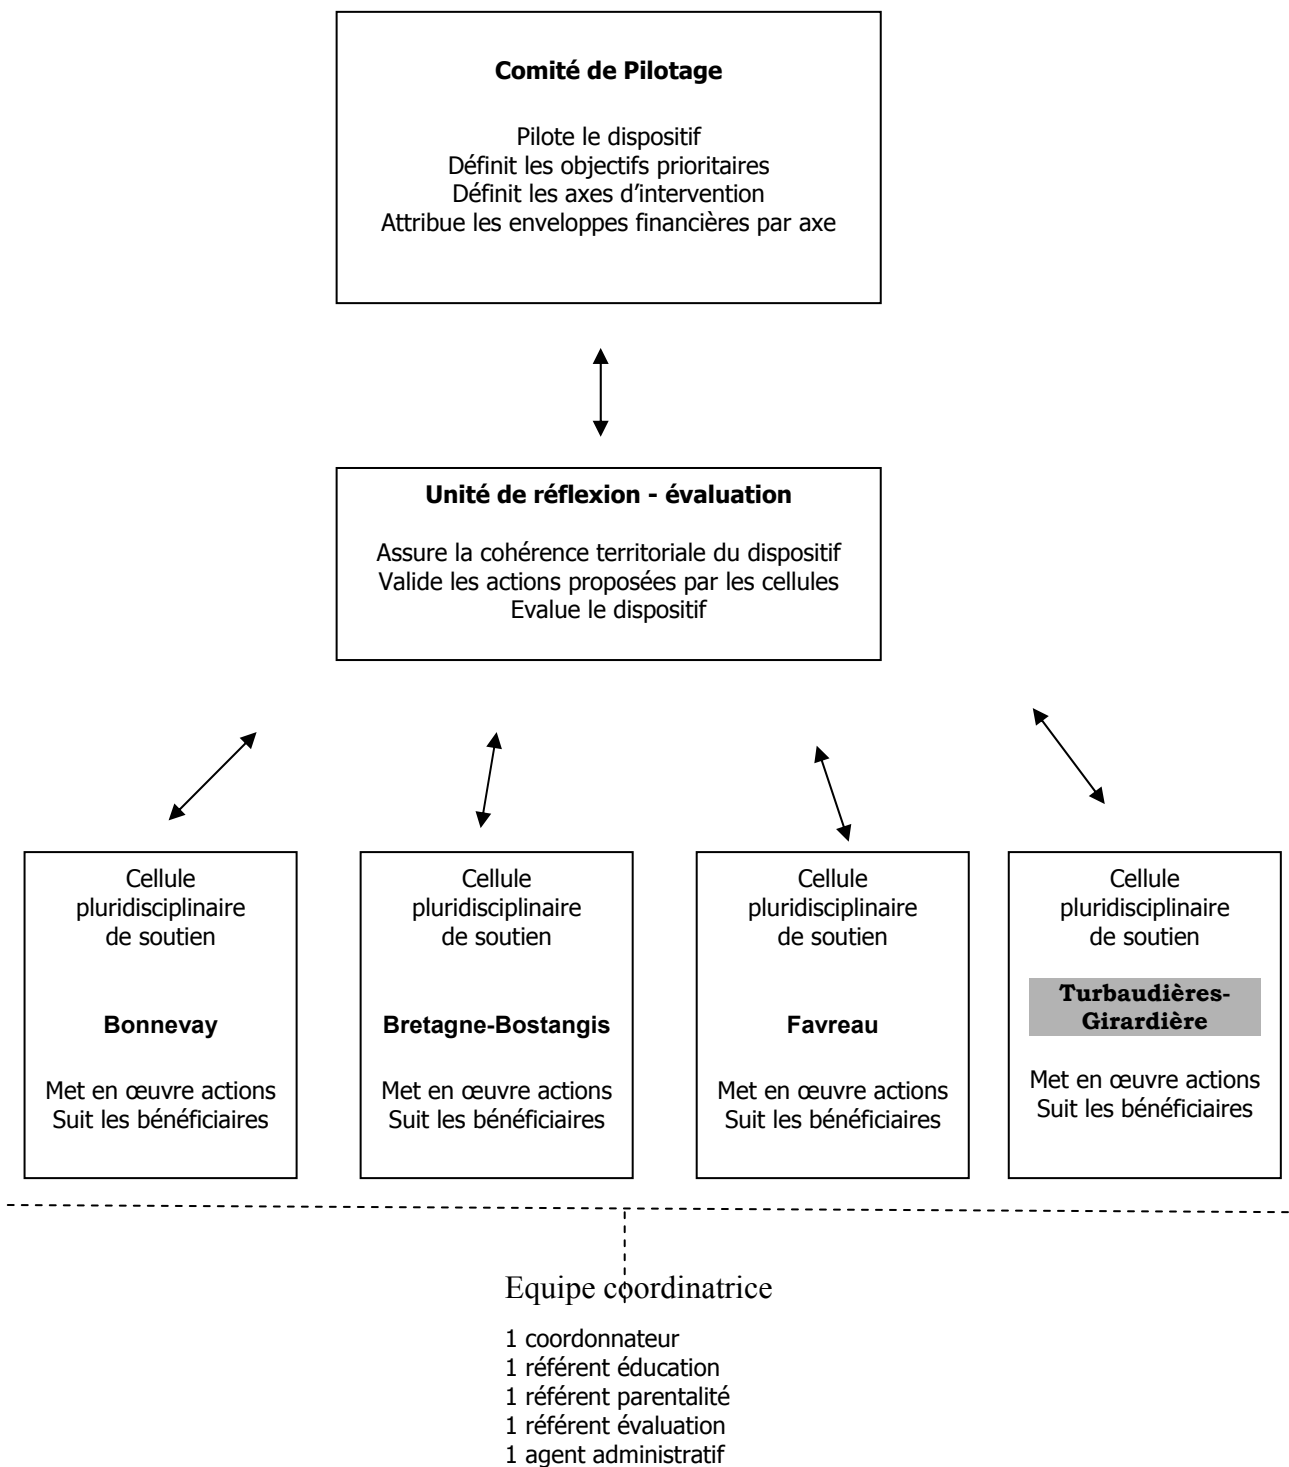 Comité de Pilotage
Pilote le dispositif
Définit les objectifs prioritaires
Définit les axes d’intervention
Attribue les enveloppes financières par axe
Unité de réflexion - évaluation
Assure la cohérence territoriale du dispositif
Valide les actions proposées par les cellules
Evalue le dispositif
Cellule
pluridisciplinaire
de soutien
Bonnevay
Met en œuvre actions
Suit les bénéficiaires
Cellule
pluridisciplinaire
de soutien
Bretagne-Bostangis
Met en œuvre actions
Suit les bénéficiaires
Cellule
pluridisciplinaire
de soutien
Favreau
Met en œuvre actions
Suit les bénéficiaires
Cellule
pluridisciplinaire
de soutien
Turbaudières-
Girardière
Met en œuvre actions
Suit les bénéficiaires
Equipe coordinatrice
1 coordonnateur
1 référent éducation
1 référent parentalité
1 référent évaluation
1 agent administratif